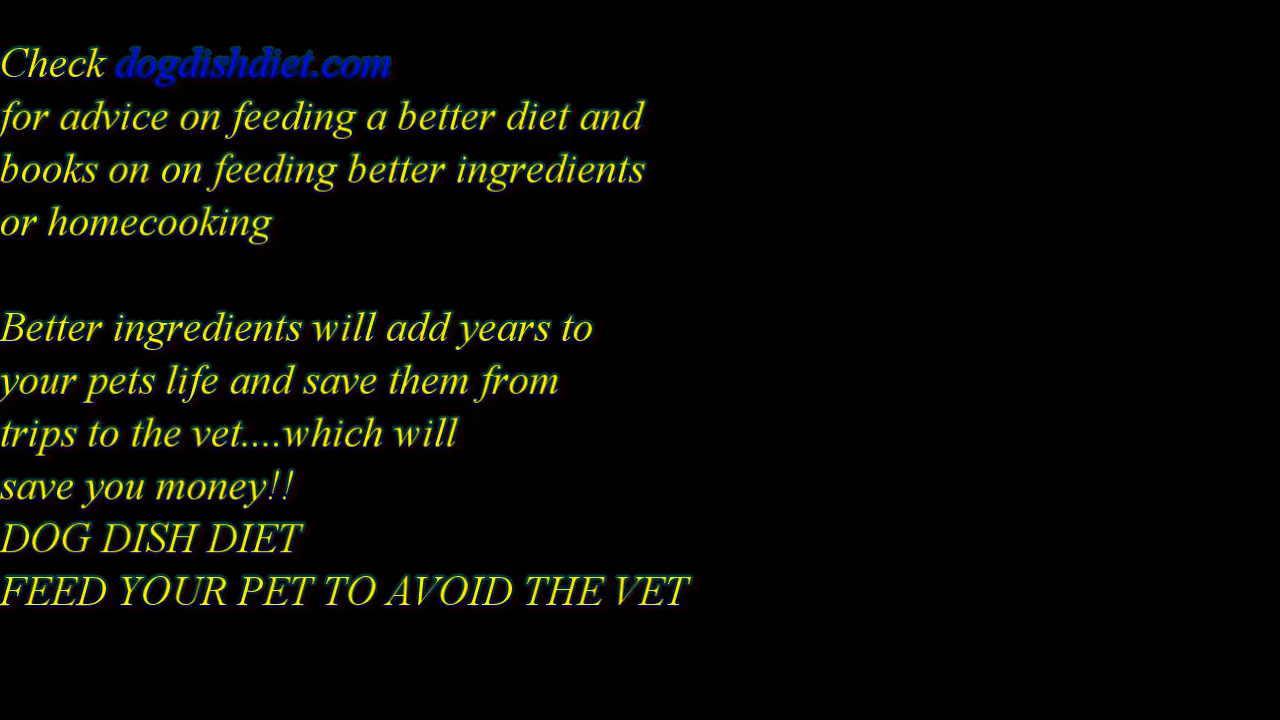 Check dogdishdiet.com
for advice on feeding a better diet and
books on on feeding better ingredients
or homecooking
Better ingredients will add years to
your pets life and save them from
trips to the vet....which will
save you money!!
DOG DISH DIET
FEED YOUR PET TO AVOID THE VET